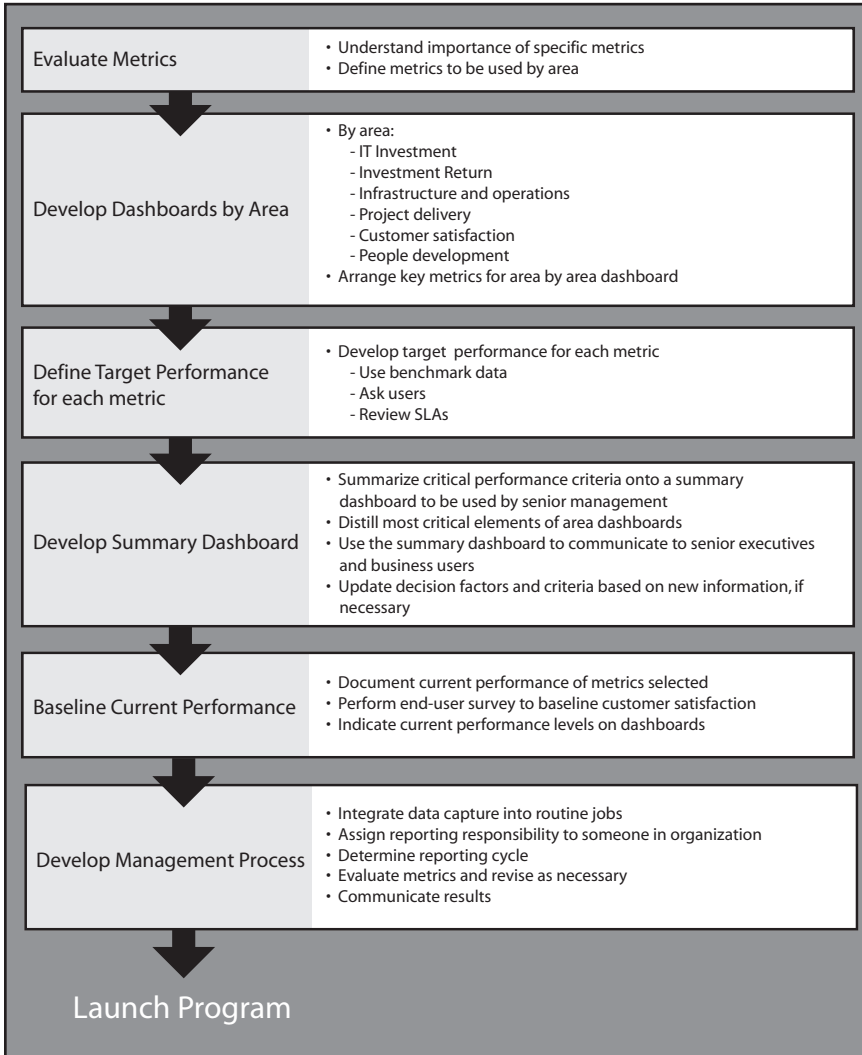 Evaluate Metrics
• Understand importance of specific metrics
• Define metrics to be used by area
Develop Dashboards by Area
• By area:
- IT Investment
- Investment Return
- Infrastructure and operations
- Project delivery
- Customer satisfaction
- People development
• Arrange key metrics for area by area dashboard
Define Target Performance
for each metric
• Develop target  performance for each metric
- Use benchmark data
- Ask users
- Review SLAs
Develop Summary Dashboard
• Summarize critical performance criteria onto a summary
dashboard to be used by senior management
• Distill most critical elements of area dashboards
• Use the summary dashboard to communicate to senior executives
and business users
• Update decision factors and criteria based on new information, if
necessary
Baseline Current Performance
• Document current performance of metrics selected
• Perform end-user survey to baseline customer satisfaction
• Indicate current performance levels on dashboards
Develop Management Process
• Integrate data capture into routine jobs
• Assign reporting responsibility to someone in organization
• Determine reporting cycle
• Evaluate metrics and revise as necessary
• Communicate results
Launch Program